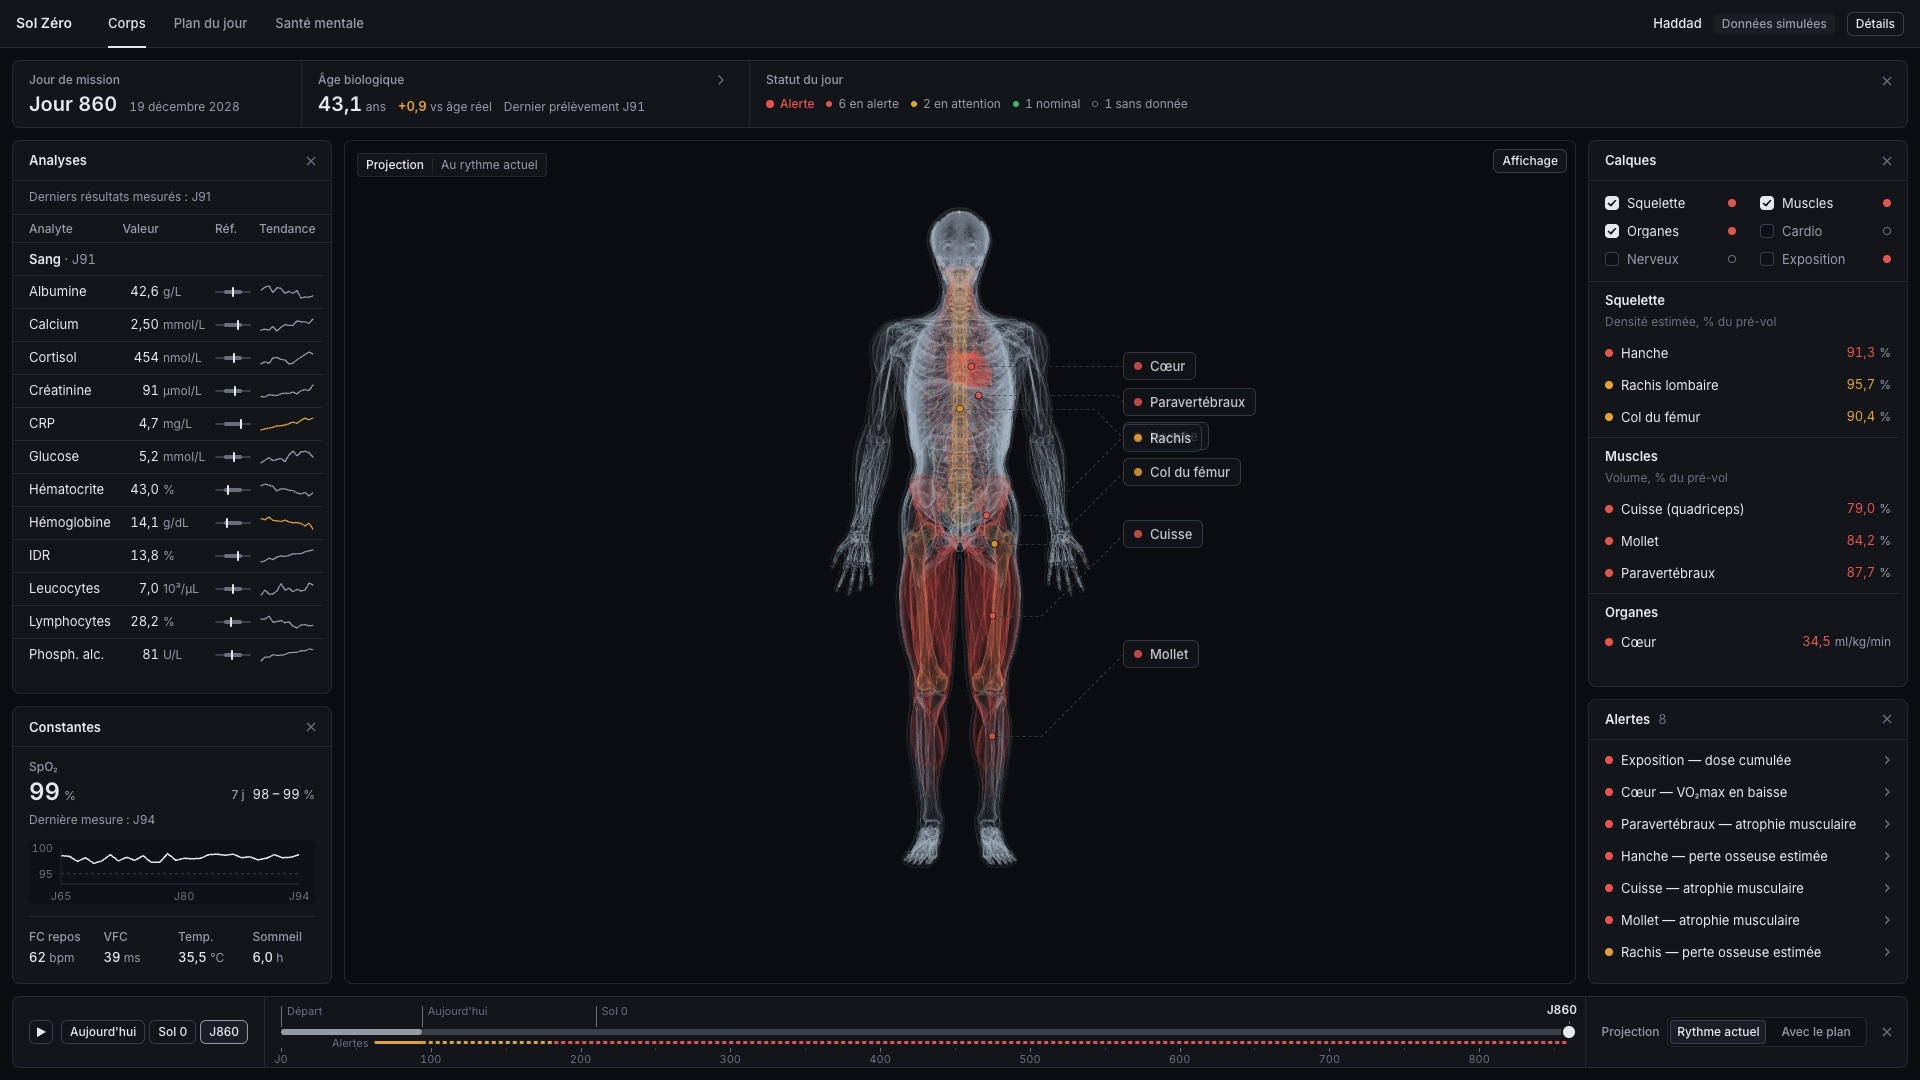 Sol Zéro Corps Plan du jour Santé mentale Haddad Données simulées Détails
Jour de mission
Jour 860 19 décembre 2028
Âge biologique
43,1 ans +0,9 vs âge réel Dernier prélèvement J91
Statut du jour
Alerte 6 en alerte 2 en attention 1 nominal 1 sans donnée
Analyses
Derniers résultats mesurés : J91
Analyte Valeur Réf. Tendance
Sang · J91
Albumine 42,6 g/L
Calcium 2,50 mmol/L
Cortisol 454 nmol/L
Créatinine 91 µmol/L
CRP 4,7 mg/L
Glucose 5,2 mmol/L
Hématocrite 43,0 %
Hémoglobine 14,1 g/dL
IDR 13,8 %
Leucocytes 7,0 10³/µL
Lymphocytes 28,2 %
Phosph. alc. 81 U/L
Constantes
SpO₂
99 % 7 j 98 – 99 %
Dernière mesure : J94
100
95
J65 J80 J94
FC repos VFC Temp. Sommeil
62 bpm 39 ms 35,5 °C 6,0 h
Projection Au rythme actuel
Affichage
Cœur
Paravertébraux
Rachis
Col du fémur
Cuisse
Mollet
Calques
Squelette Muscles
Organes Cardio
Nerveux Exposition
Squelette
Densité estimée, % du pré-vol
Hanche 91,3 %
Rachis lombaire 95,7 %
Col du fémur 90,4 %
Muscles
Volume, % du pré-vol
Cuisse (quadriceps) 79,0 %
Mollet 84,2 %
Paravertébraux 87,7 %
Organes
Cœur 34,5 ml/kg/min
Alertes 8
Exposition — dose cumulée
Cœur — VO₂max en baisse
Paravertébraux — atrophie musculaire
Hanche — perte osseuse estimée
Cuisse — atrophie musculaire
Mollet — atrophie musculaire
Rachis — perte osseuse estimée
Aujourd'hui Sol 0 J860
Départ Aujourd'hui Sol 0 J860
Alertes
J0 100 200 300 400 500 600 700 800
Projection Rythme actuel Avec le plan